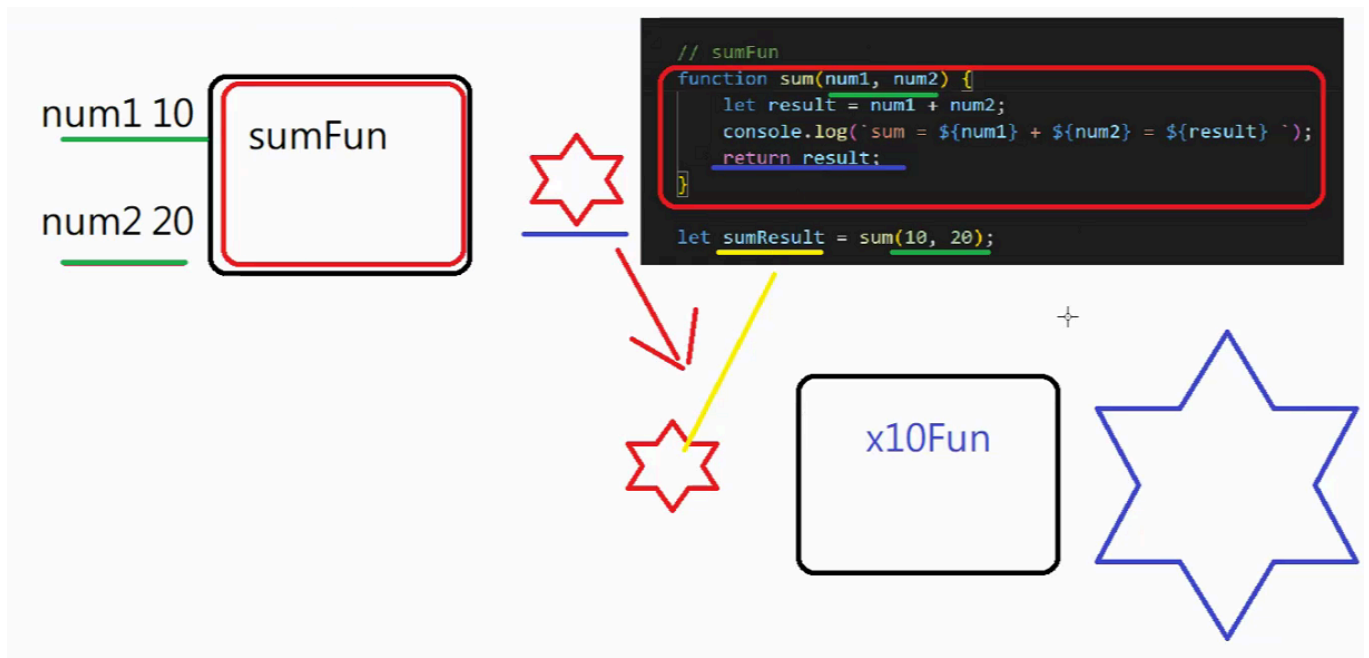 num1 10
num2 20
sumFun
// sumFun
function sum(num1, num2) {
let result = num1 + num2;
console.log(`sum = ${num1} + ${num2} = ${result} `);
return result;
}
let sumResult = sum(10, 20);
x10Fun